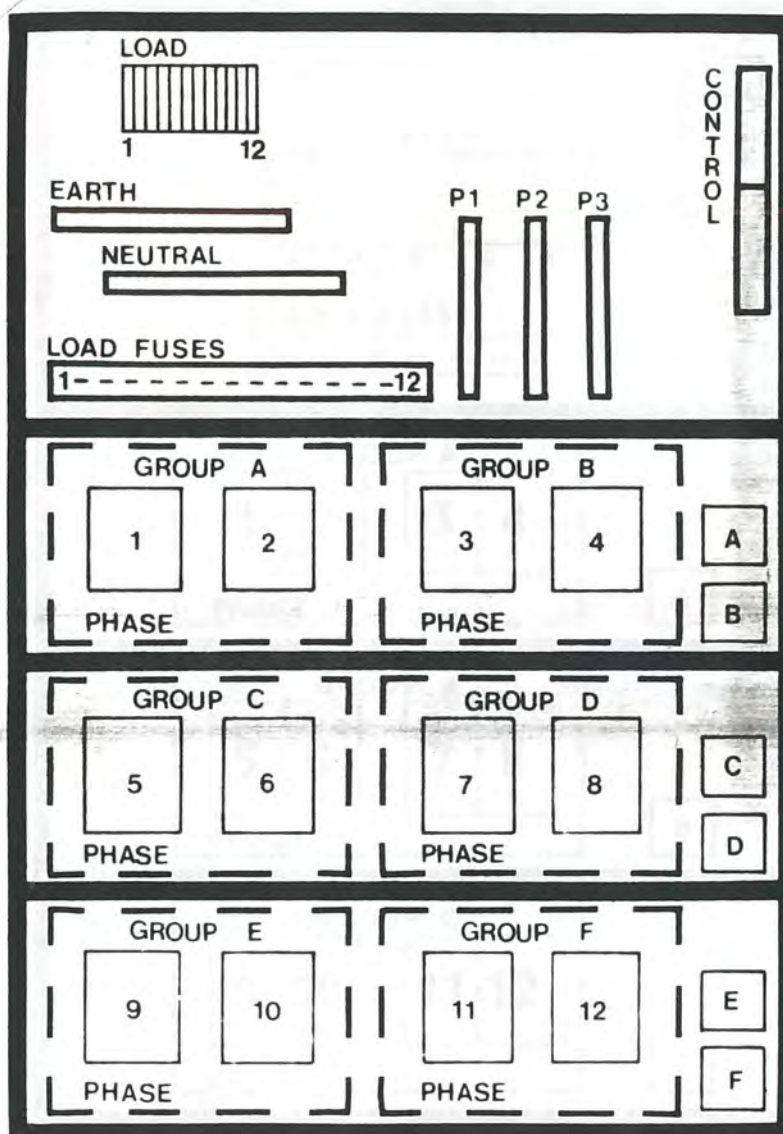 LOAD
1 12
CONTROL
EARTH
P1 P2 P3
NEUTRAL
LOAD FUSES
1- - - - - - - - - - - - -12
GROUP A GROUP B
1 2 3 4 A
B
PHASE PHASE
GROUP C GROUP D
5 6 7 8 C
D
PHASE PHASE
GROUP E GROUP F
9 10 11 12 E
F
PHASE PHASE